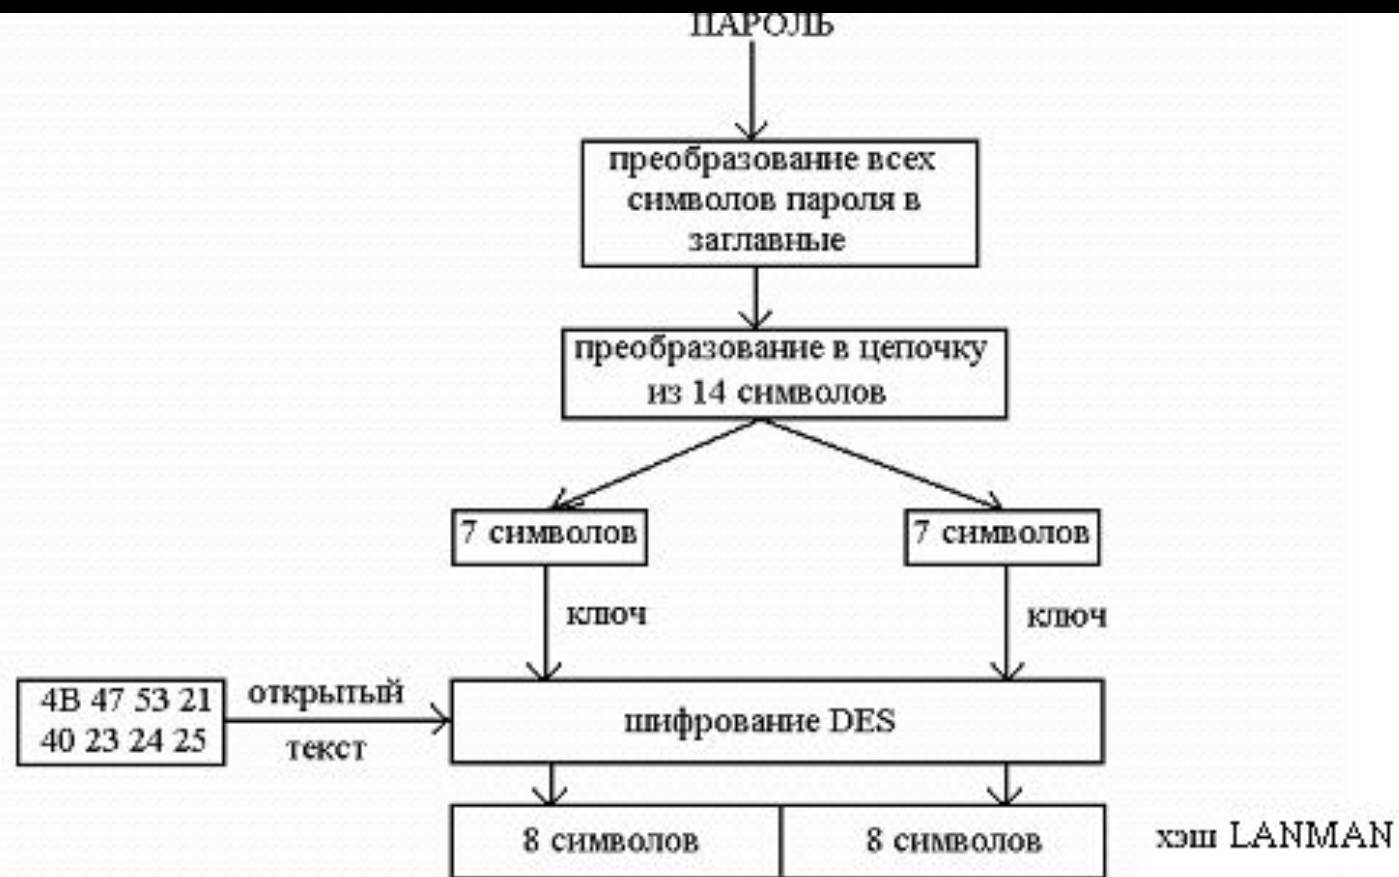 ПАРОЛЬ
преобразование всех
символов пароля в
заглавные
преобразование в цепочку
из 14 символов
7 символов
7 символов
ключ
ключ
4B 47 53 21
40 23 24 25
открытый
текст
шифрование DES
8 символов
8 символов
хэш LANMAN